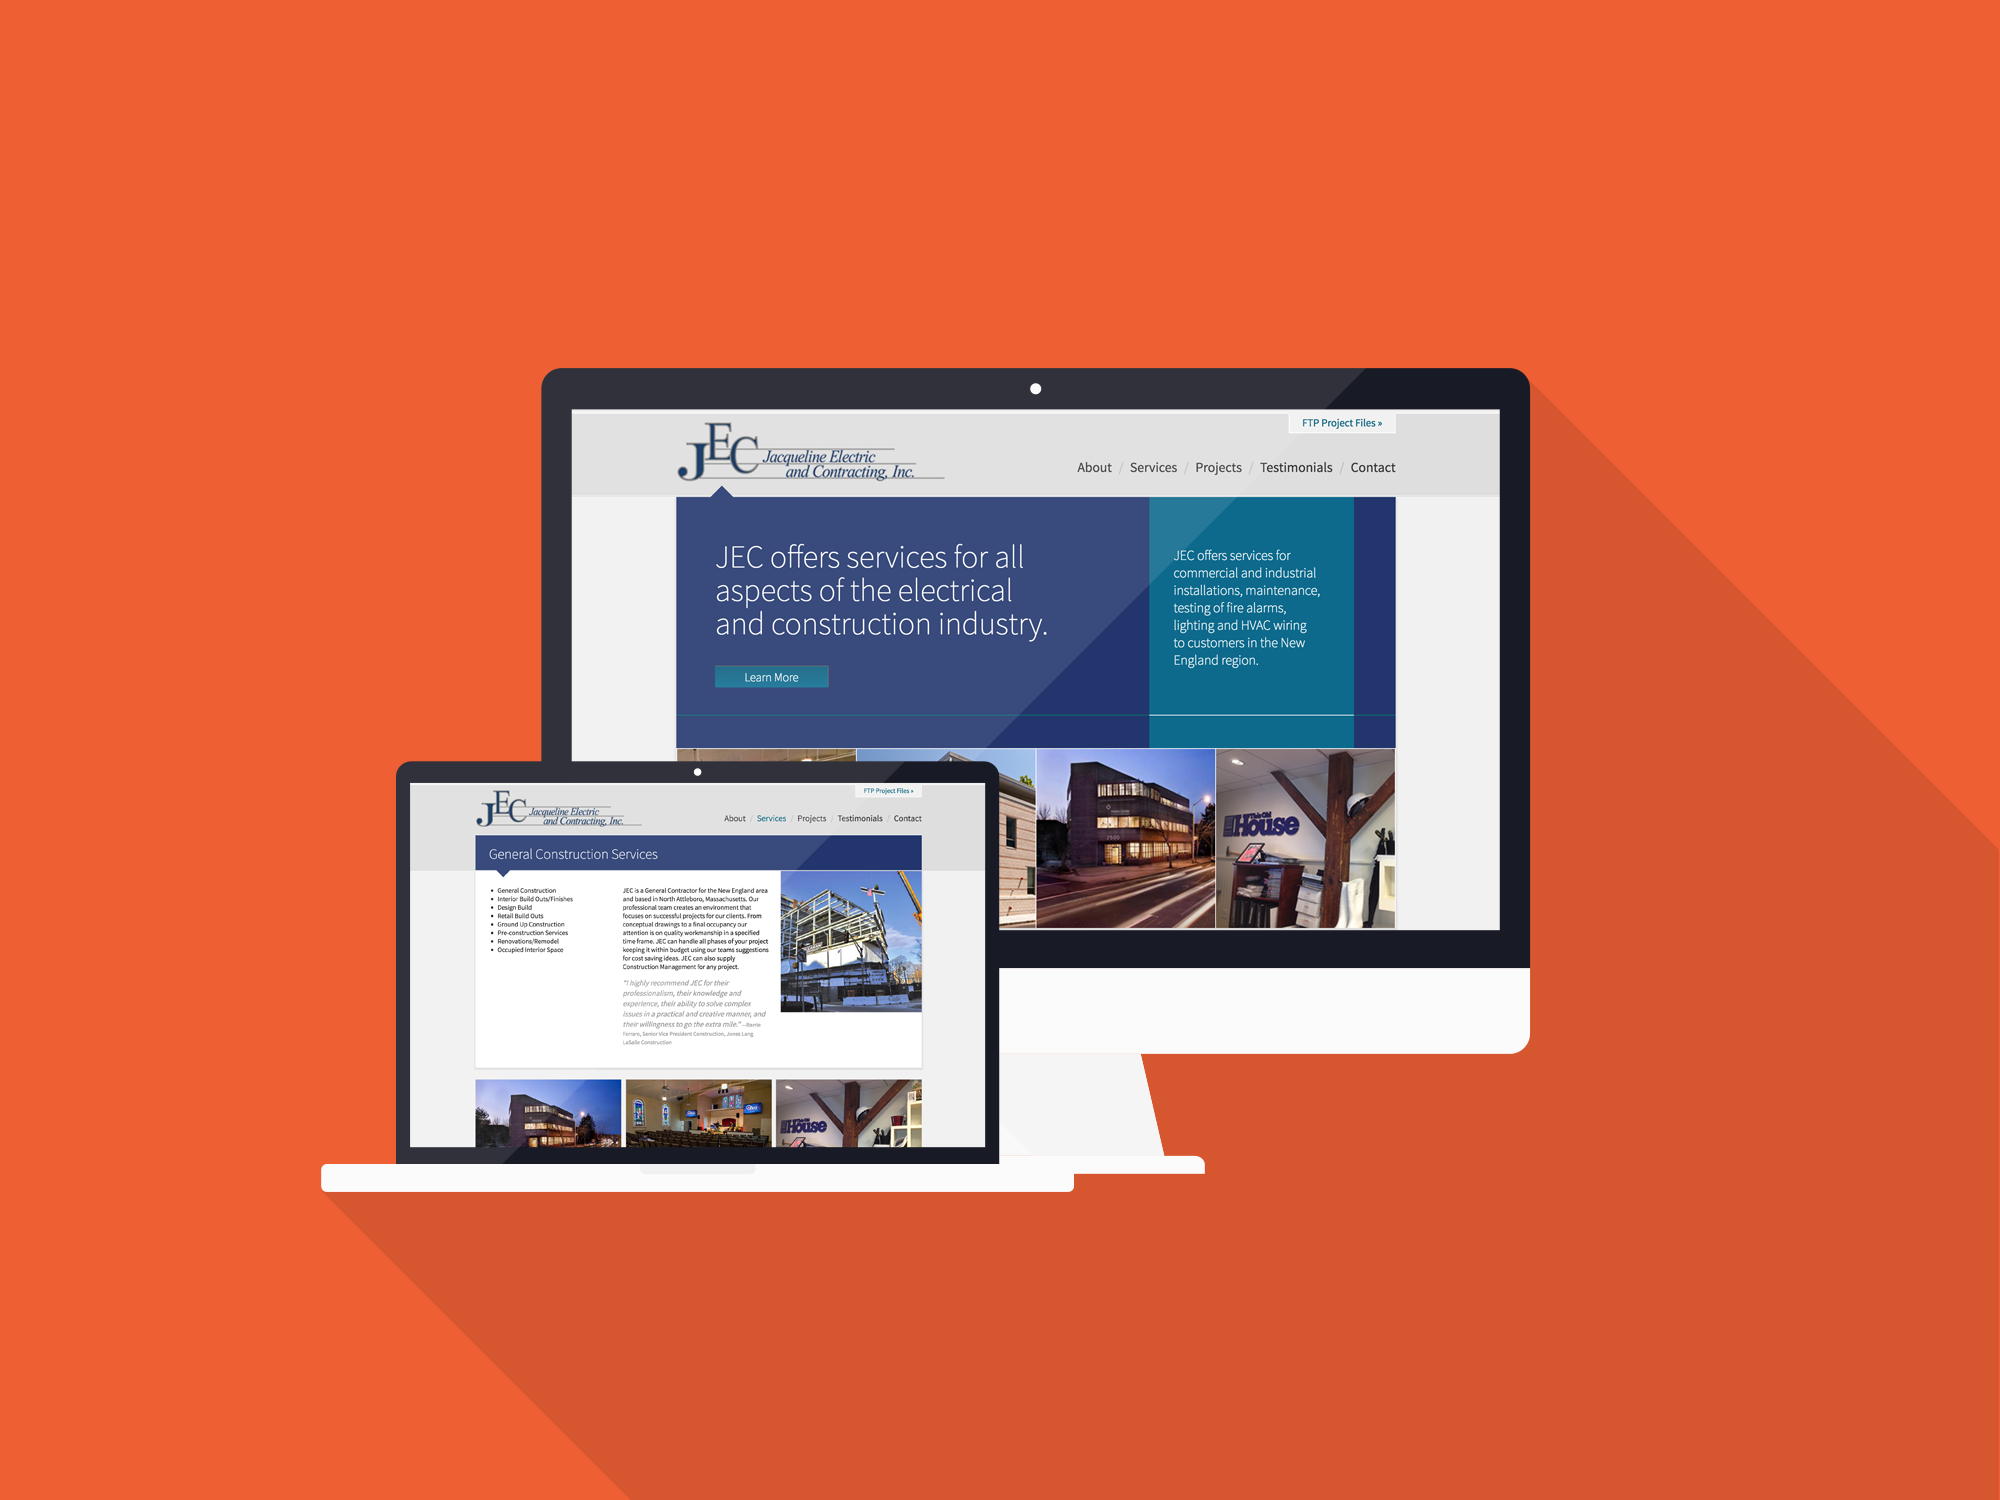 FTP Project Files »
JEC
Jacqueline Electric
and Contracting, Inc.
About / Services / Projects / Testimonials / Contact
JEC offers services for all
aspects of the electrical
and construction industry.
Learn More
JEC offers services for
commercial and industrial
installations, maintenance,
testing of fire alarms,
lighting and HVAC wiring
to customers in the New
England region.
This Old
House
FTP Project Files »
JEC
Jacqueline Electric
and Contracting, Inc.
About / Services / Projects / Testimonials / Contact
General Construction Services
• General Construction
• Interior Build Outs/Finishes
• Design Build
• Retail Build Outs
• Ground Up Construction
• Pre-construction Services
• Renovations/Remodel
• Occupied Interior Space
JEC is a General Contractor for the New England area
and based in North Attleboro, Massachusetts. Our
professional team creates an environment that
focuses on successful projects for our clients. From
conceptual drawings to a final occupancy our
attention is on quality workmanship in a specified
time frame. JEC can handle all phases of your project
keeping it within budget using our teams suggestions
for cost saving ideas. JEC can also supply
Construction Management for any project.
"I highly recommend JEC for their
professionalism, their knowledge and
experience, their ability to solve complex
issues in a practical and creative manner, and
their willingness to go the extra mile." —Barrie
Ferraro, Senior Vice President Construction, Jones Lang
LaSalle Construction
House